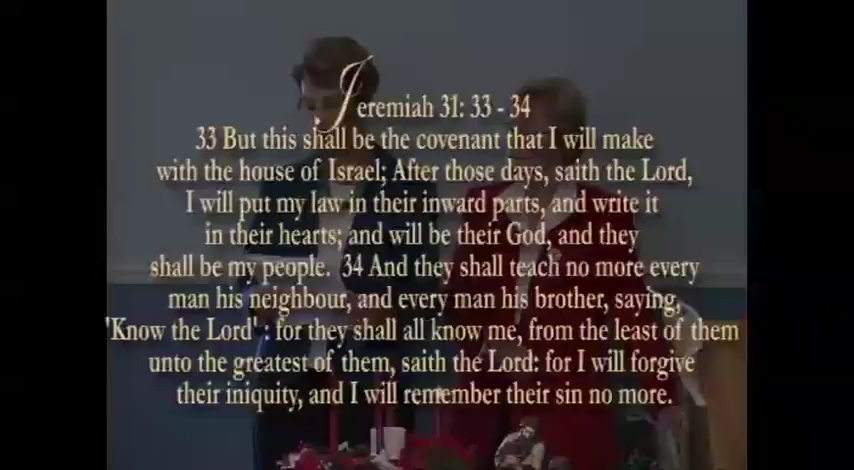 Jeremiah 31: 33 - 34
33 But this shall be the covenant that I will make
with the house of Israel; After those days, saith the Lord,
I will put my law in their inward parts, and write it
in their hearts; and will be their God, and they
shall be my people. 34 And they shall teach no more every
man his neighbour, and every man his brother, saying,
'Know the Lord' : for they shall all know me, from the least of them
unto the greatest of them, saith the Lord: for I will forgive
their iniquity, and I will remember their sin no more.